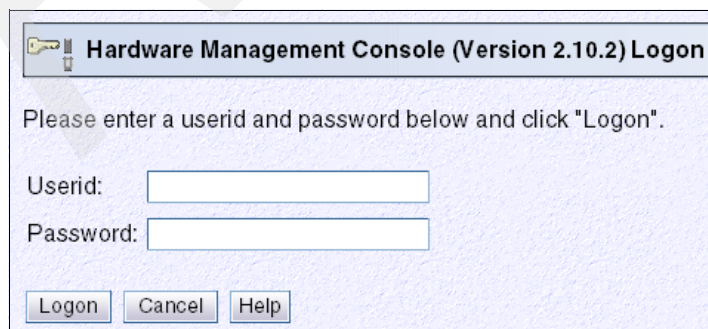 Hardware Management Console (Version 2.10.2) Logon
Please enter a userid and password below and click "Logon".
Userid:
Password:
Logon Cancel Help